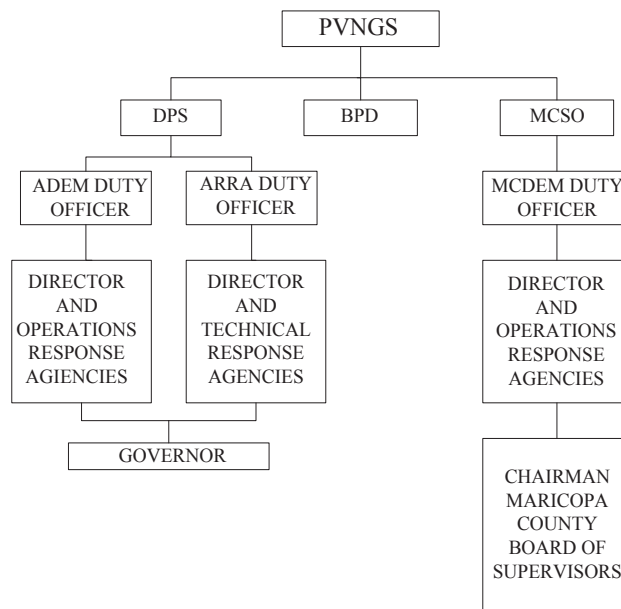 PVNGS
DPS
BPD
MCSO
ADEM DUTY
OFFICER
ARRA DUTY
OFFICER
MCDEM DUTY
OFFICER
DIRECTOR
AND
OPERATIONS
RESPONSE
AGIENCIES
DIRECTOR
AND
TECHNICAL
RESPONSE
AGENCIES
DIRECTOR
AND
OPERATIONS
RESPONSE
AGENCIES
GOVERNOR
CHAIRMAN
MARICOPA
COUNTY
BOARD OF
SUPERVISORS